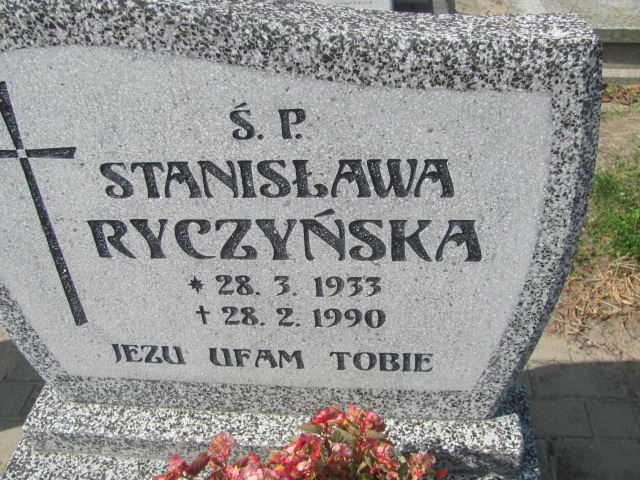 Ś. P.
STANISŁAWA
RYCZYŃSKA
* 28. 3. 1933
† 28. 2. 1990
JEZU UFAM TOBIE